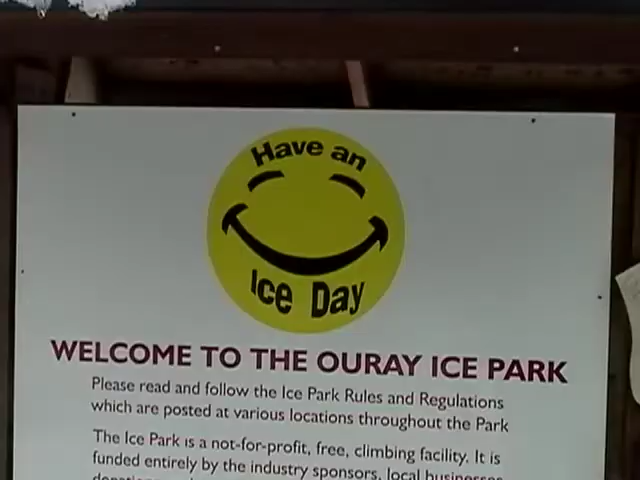 Have an
Ice Day
WELCOME TO THE OURAY ICE PARK
Please read and follow the Ice Park Rules and Regulations
which are posted at various locations throughout the Park
The Ice Park is a not-for-profit, free, climbing facility. It is
funded entirely by the industry sponsors, local businesses